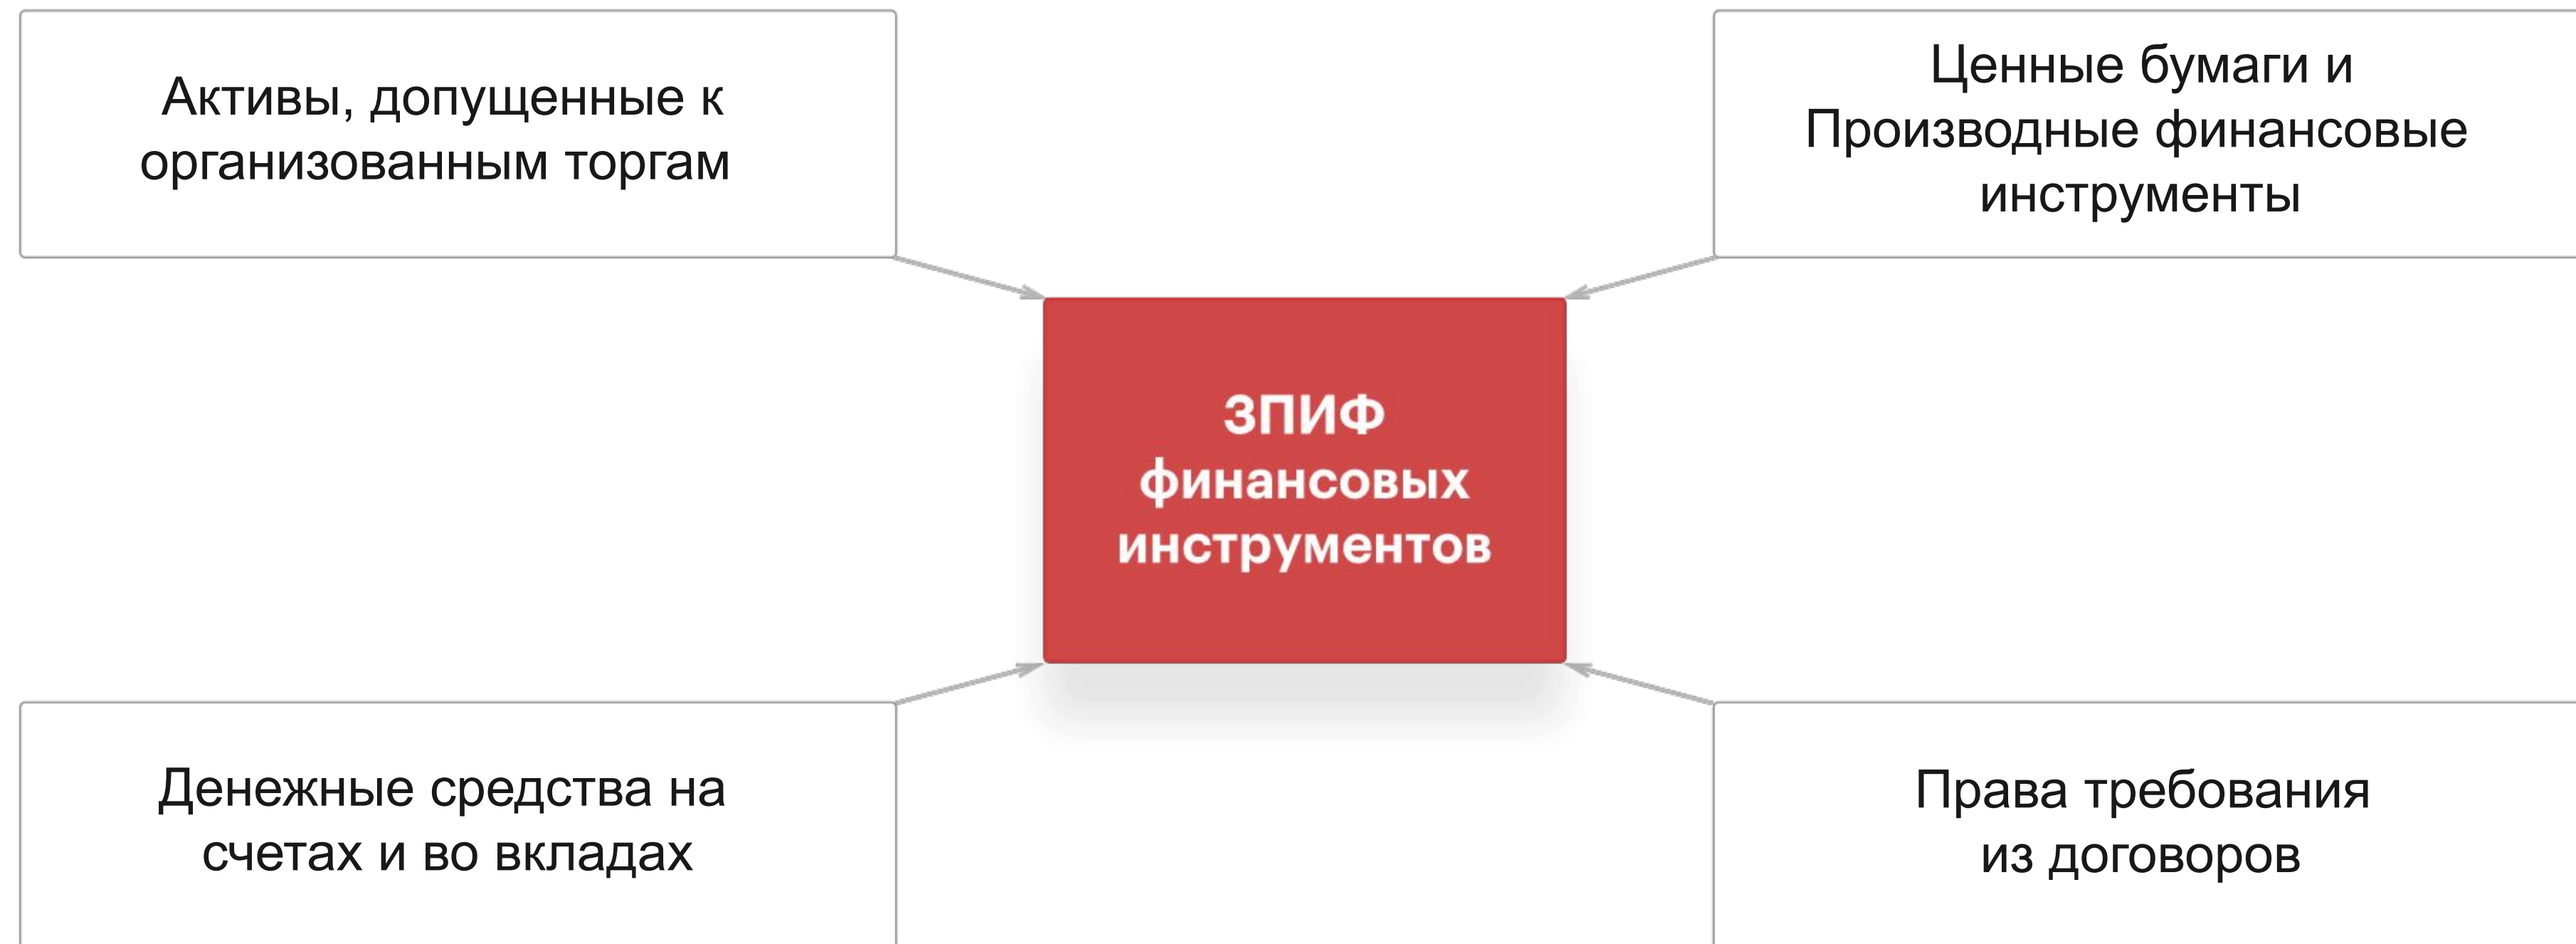 Активы, допущенные к
организованным торгам
Ценные бумаги и
Производные финансовые
инструменты
ЗПИФ
финансовых
инструментов
Денежные средства на
счетах и во вкладах
Права требования
из договоров